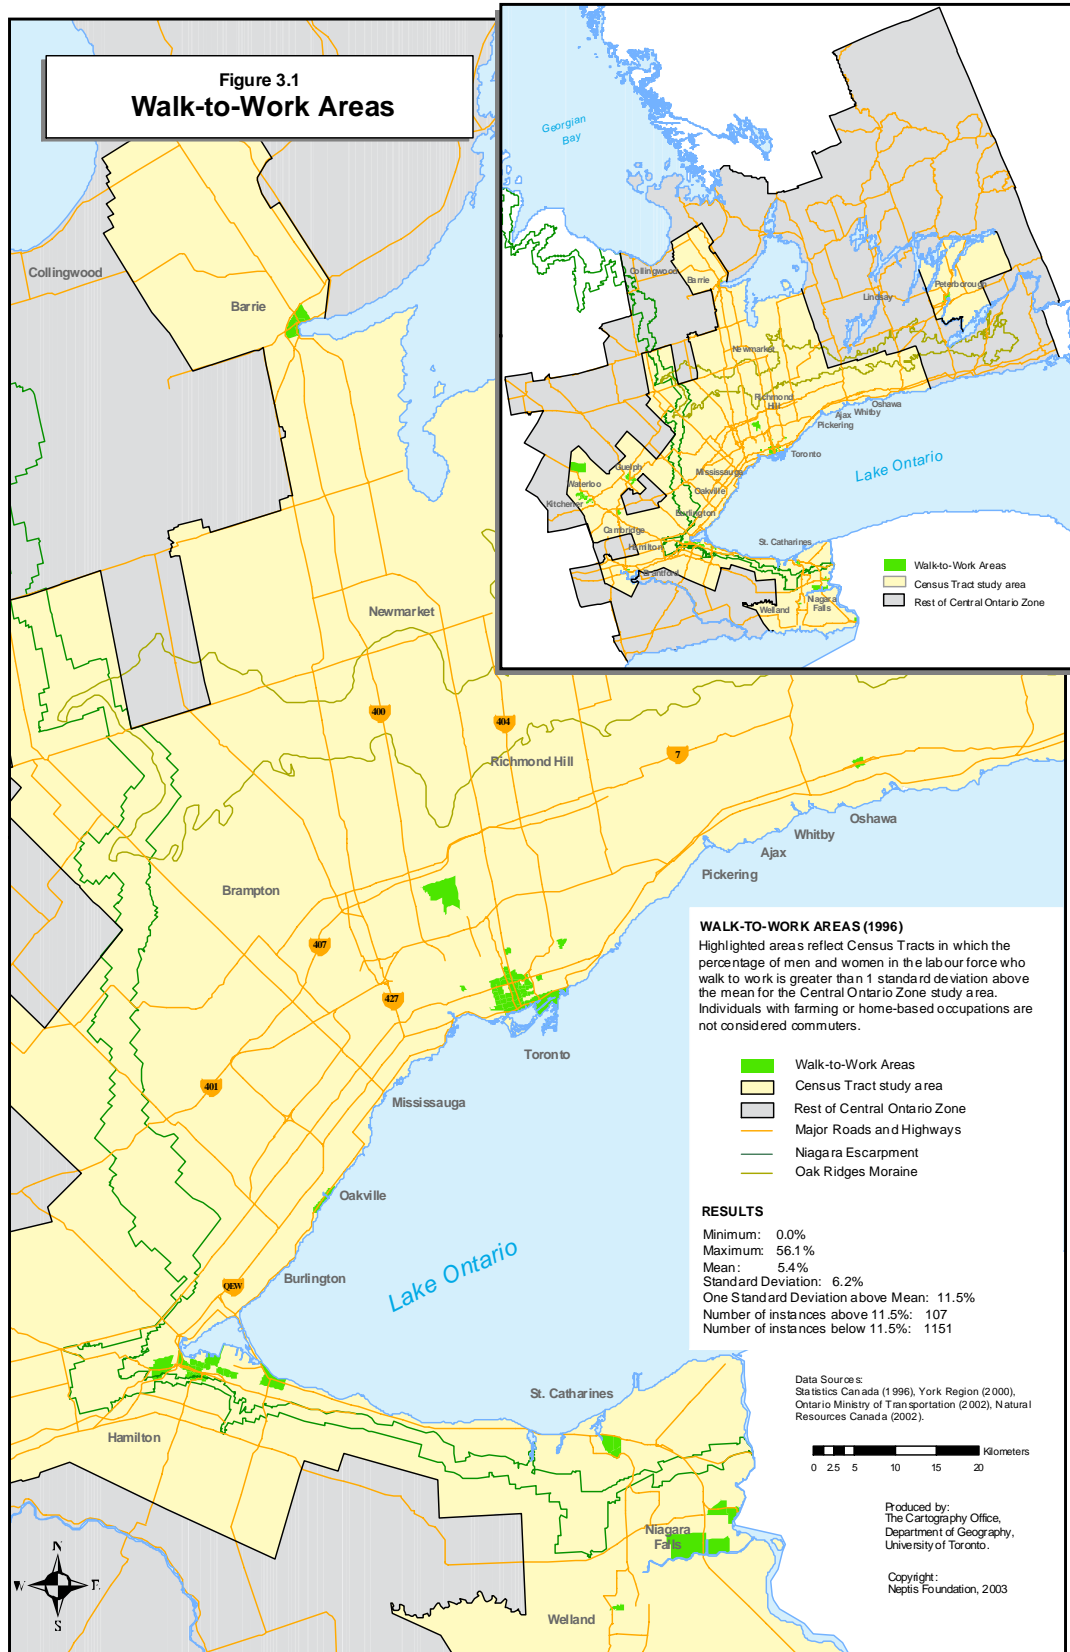 Figure 3.1
Walk-to-Work Areas
Georgian
Bay
Collingwood
Barrie
Lindsay
Peterborough
Newmarket
Richmond
Hill
Oshawa
Whitby
Ajax
Pickering
Toronto
Mississauga
Lake Ontario
Guelph
Waterloo
Oakville
Kitchener
Burlington
Cambridge
Hamilton
St. Catharines
Brantford
Niagara
Falls
Welland
Walk-to-Work Areas
Census Tract study area
Rest of Central Ontario Zone
Collingwood
Barrie
Newmarket
400
404
7
Richmond Hill
Oshawa
Whitby
Ajax
Pickering
Brampton
407
427
Toronto
401
Mississauga
Oakville
Burlington
QEW
Lake Ontario
St. Catharines
Hamilton
Niagara
Falls
Welland
N
W
E
S
WALK-TO-WORK AREAS (1996)
Highlighted areas reflect Census Tracts in which the
percentage of men and women in the labour force who
walk to work is greater than 1 standard deviation above
the mean for the Central Ontario Zone study area.
Individuals with farming or home-based occupations are
not considered commuters.
Walk-to-Work Areas
Census Tract study area
Rest of Central Ontario Zone
Major Roads and Highways
Niagara Escarpment
Oak Ridges Moraine
RESULTS
Minimum: 0.0%
Maximum: 56.1%
Mean: 5.4%
Standard Deviation: 6.2%
One Standard Deviation above Mean: 11.5%
Number of instances above 11.5%: 107
Number of instances below 11.5%: 1151
Data Sources:
Statistics Canada (1996), York Region (2000),
Ontario Ministry of Transportation (2002), Natural
Resources Canada (2002).
Kilometers
0 2.5 5 10 15 20
Produced by:
The Cartography Office,
Department of Geography,
University of Toronto.
Copyright:
Neptis Foundation, 2003